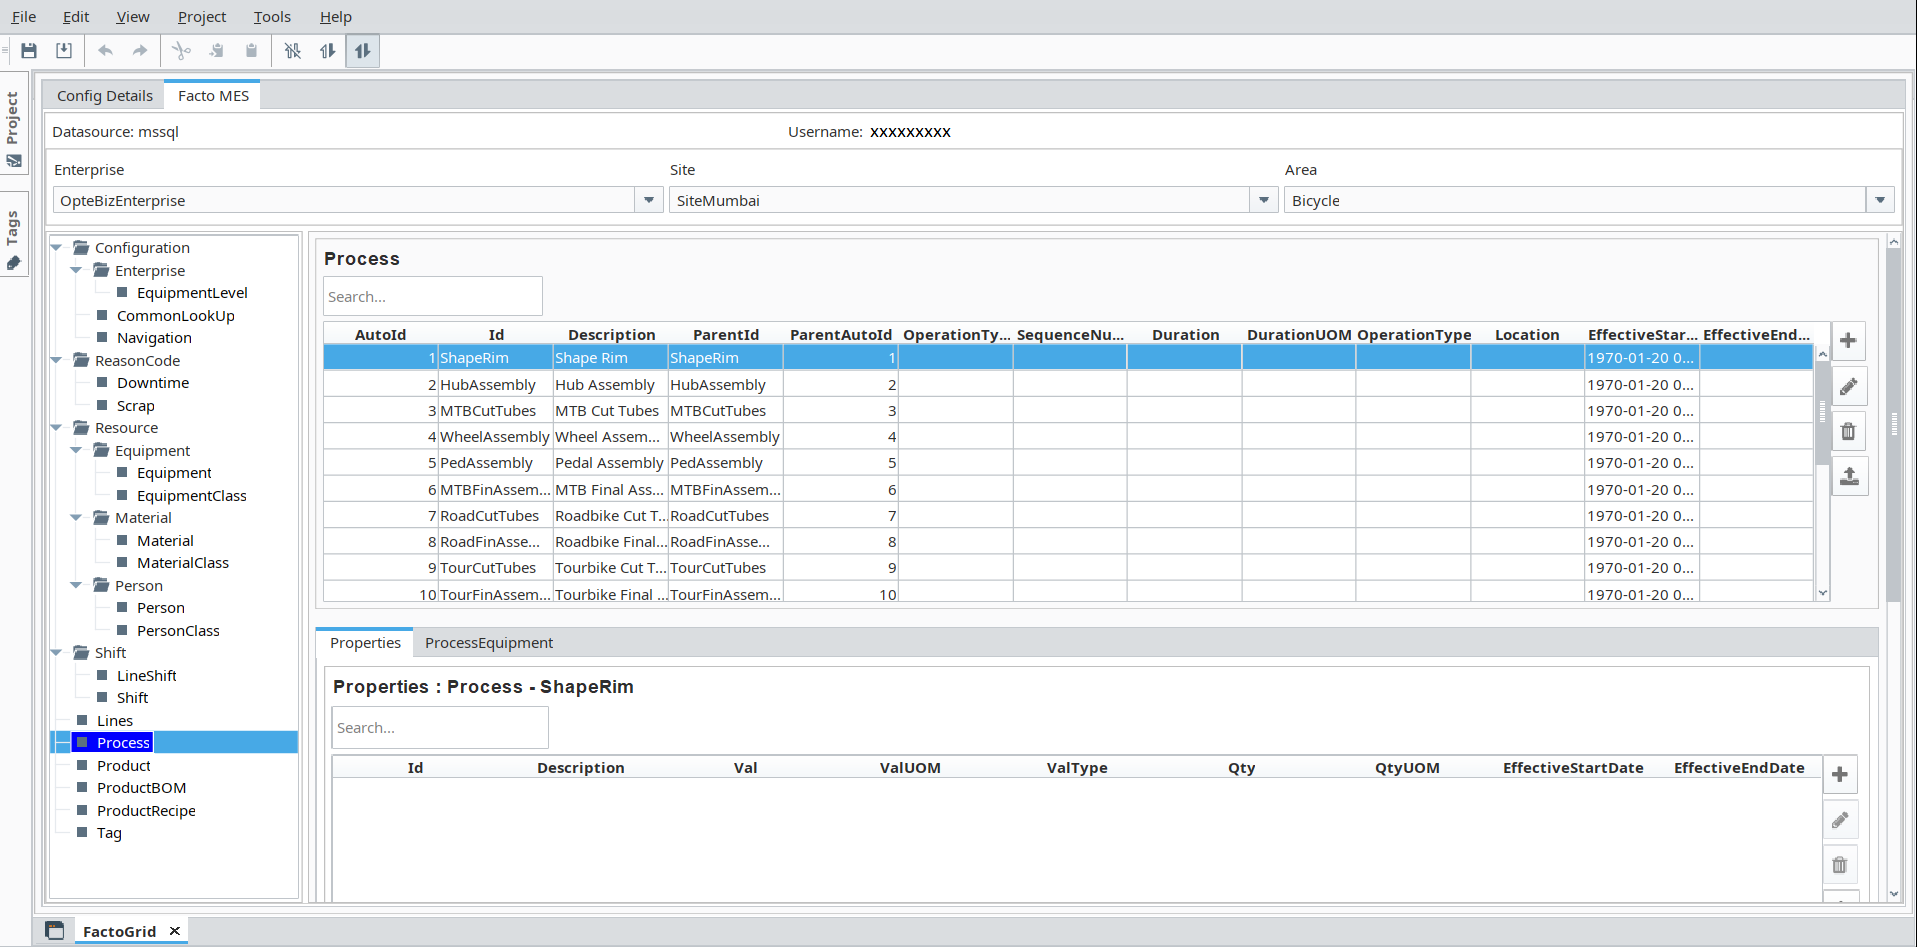 File Edit View Project Tools Help
Project
Tags
Config Details Facto MES
Datasource: mssql Username: xxxxxxxxx
Enterprise Site Area
OpteBizEnterprise SiteMumbai Bicycle
Configuration
Enterprise
EquipmentLevel
CommonLookUp
Navigation
ReasonCode
Downtime
Scrap
Resource
Equipment
Equipment
EquipmentClass
Material
Material
MaterialClass
Person
Person
PersonClass
Shift
LineShift
Shift
Lines
Process
Product
ProductBOM
ProductRecipe
Tag
Process
Search...
AutoId Id Description ParentId ParentAutoId OperationTy... SequenceNu... Duration DurationUOM OperationType Location EffectiveStar... EffectiveEnd...
1 ShapeRim Shape Rim ShapeRim 1 1970-01-20 0...
2 HubAssembly Hub Assembly HubAssembly 2 1970-01-20 0...
3 MTBCutTubes MTB Cut Tubes MTBCutTubes 3 1970-01-20 0...
4 WheelAssembly Wheel Assem... WheelAssembly 4 1970-01-20 0...
5 PedAssembly Pedal Assembly PedAssembly 5 1970-01-20 0...
6 MTBFinAssem... MTB Final Ass... MTBFinAssem... 6 1970-01-20 0...
7 RoadCutTubes Roadbike Cut T... RoadCutTubes 7 1970-01-20 0...
8 RoadFinAsse... Roadbike Final... RoadFinAsse... 8 1970-01-20 0...
9 TourCutTubes Tourbike Cut T... TourCutTubes 9 1970-01-20 0...
10 TourFinAssem... Tourbike Final ... TourFinAssem... 10 1970-01-20 0...
Properties ProcessEquipment
Properties : Process - ShapeRim
Search...
Id Description Val ValUOM ValType Qty QtyUOM EffectiveStartDate EffectiveEndDate
FactoGrid